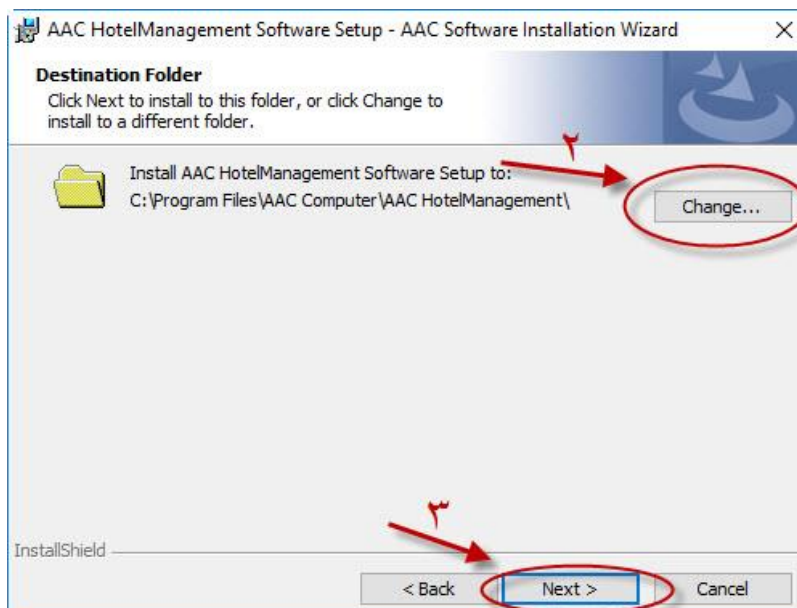 AAC HotelManagement Software Setup - AAC Software Installation Wizard
Destination Folder
Click Next to install to this folder, or click Change to
install to a different folder.
۲
Install AAC HotelManagement Software Setup to:
C:\Program Files\AAC Computer\AAC HotelManagement\
Change...
۳
InstallShield
< Back
Next >
Cancel